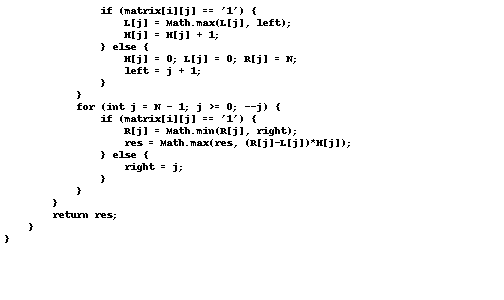 if (matrix[i][j] == '1') {
                    L[j] = Math.max(L[j], left);
                    H[j] = H[j] + 1;
                } else {
                    H[j] = 0; L[j] = 0; R[j] = N;
                    left = j + 1;
                }
            }
            for (int j = N - 1; j >= 0; --j) {
                if (matrix[i][j] == '1') {
                    R[j] = Math.min(R[j], right);
                    res = Math.max(res, (R[j]-L[j])*H[j]);
                } else {
                    right = j;
                }
            }
        }
        return res;
    }
}